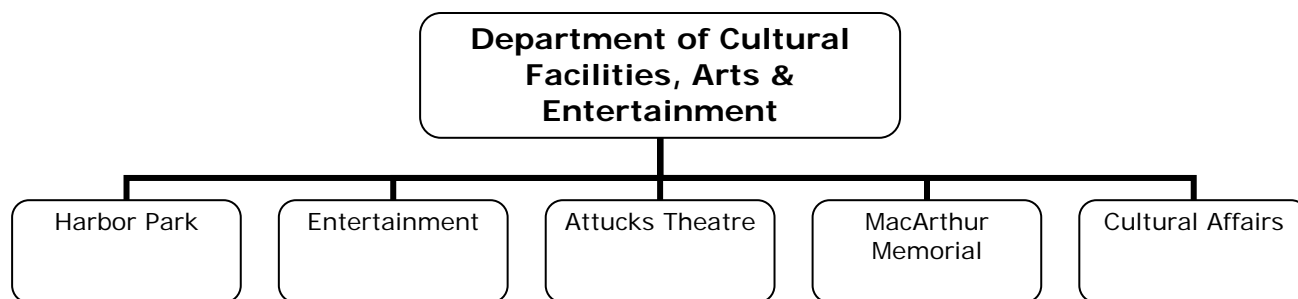 Department of Cultural
Facilities, Arts &
Entertainment
Harbor Park
Entertainment
Attucks Theatre
MacArthur
Memorial
Cultural Affairs